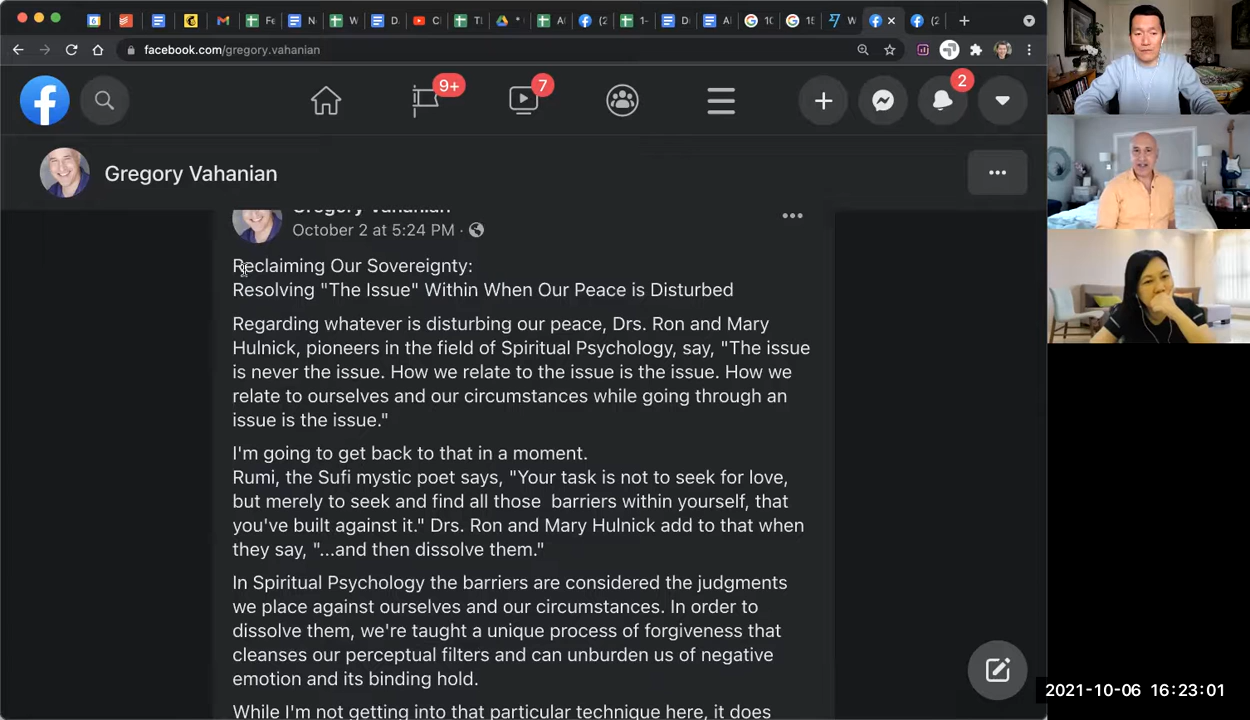 Fe
N
W
D.
C
Tl
*
A(
(2
1-
D
Al
10
1E
W
(2
facebook.com/gregory.vahanian
9+
7
2
Gregory Vahanian
Gregory Vahanian
October 2 at 5:24 PM ·
Reclaiming Our Sovereignty:
Resolving "The Issue" Within When Our Peace is Disturbed
Regarding whatever is disturbing our peace, Drs. Ron and Mary
Hulnick, pioneers in the field of Spiritual Psychology, say, "The issue
is never the issue. How we relate to the issue is the issue. How we
relate to ourselves and our circumstances while going through an
issue is the issue."
I'm going to get back to that in a moment.
Rumi, the Sufi mystic poet says, "Your task is not to seek for love,
but merely to seek and find all those  barriers within yourself, that
you've built against it." Drs. Ron and Mary Hulnick add to that when
they say, "...and then dissolve them."
In Spiritual Psychology the barriers are considered the judgments
we place against ourselves and our circumstances. In order to
dissolve them, we're taught a unique process of forgiveness that
cleanses our perceptual filters and can unburden us of negative
emotion and its binding hold.
While I'm not getting into that particular technique here, it does
2021-10-06 16:23:01